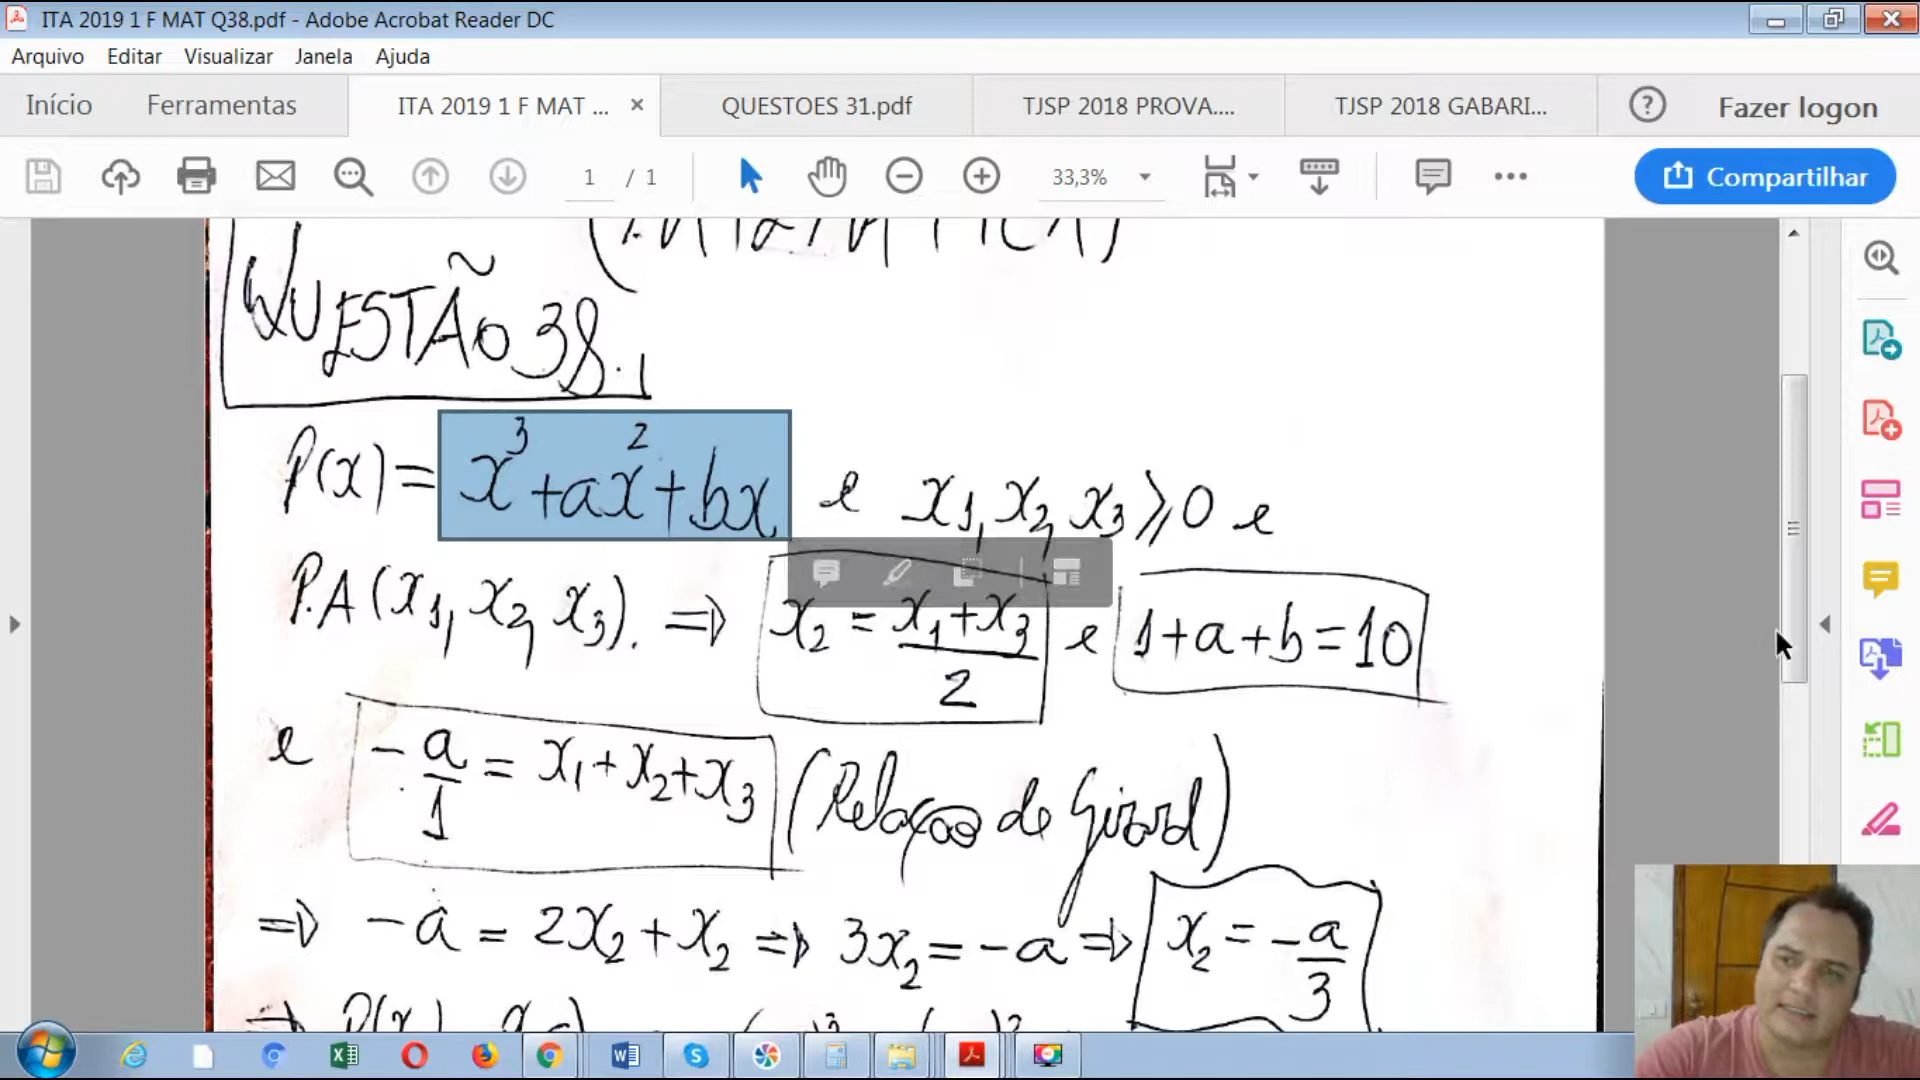 ITA 2019 1 F MAT Q38.pdf - Adobe Acrobat Reader DC
Arquivo Editar Visualizar Janela Ajuda
Início Ferramentas ITA 2019 1 F MAT ... × QUESTOES 31.pdf TJSP 2018 PROVA.... TJSP 2018 GABARI... Fazer logon
1 / 1 33,3% Compartilhar
QUESTÃO 38.
P(x) = x³+ax²+bx e x₁, x₂, x₃ ⩾ 0 e
P.A (x₁, x₂, x₃). ⇒ x₂ = (x₁+x₃)/2 e 1+a+b=10
e -a/1 = x₁+x₂+x₃ (Relações de Girard)
⇒ -a = 2x₂+x₂ ⇒ 3x₂ = -a ⇒ x₂ = -a/3